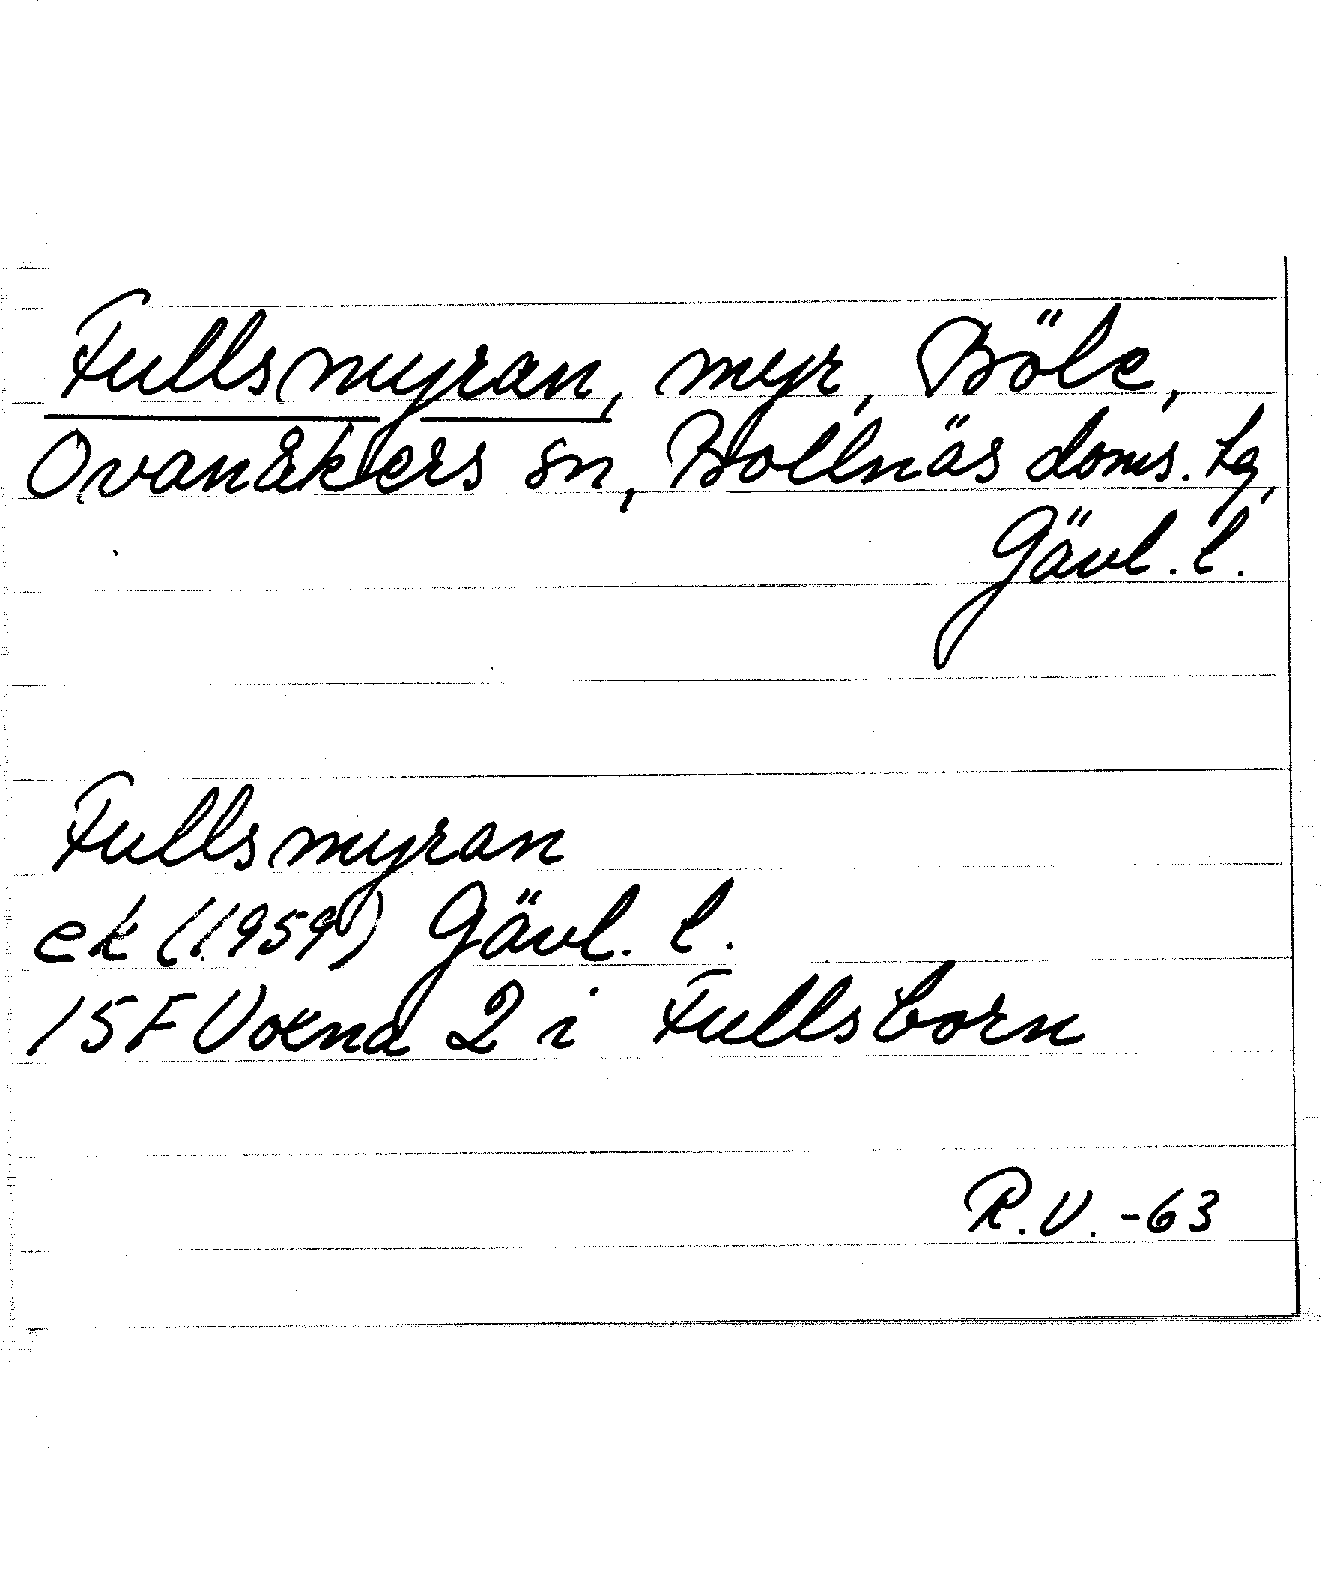 Fullsmyran, myr, Böle,
Ovanåkers sn, Bollnäs doms. tg,
Gävl. l.
Fullsmyran
ek (1959) Gävl. l.
15F Voxna 2 i Fullsborn
R.V. -63